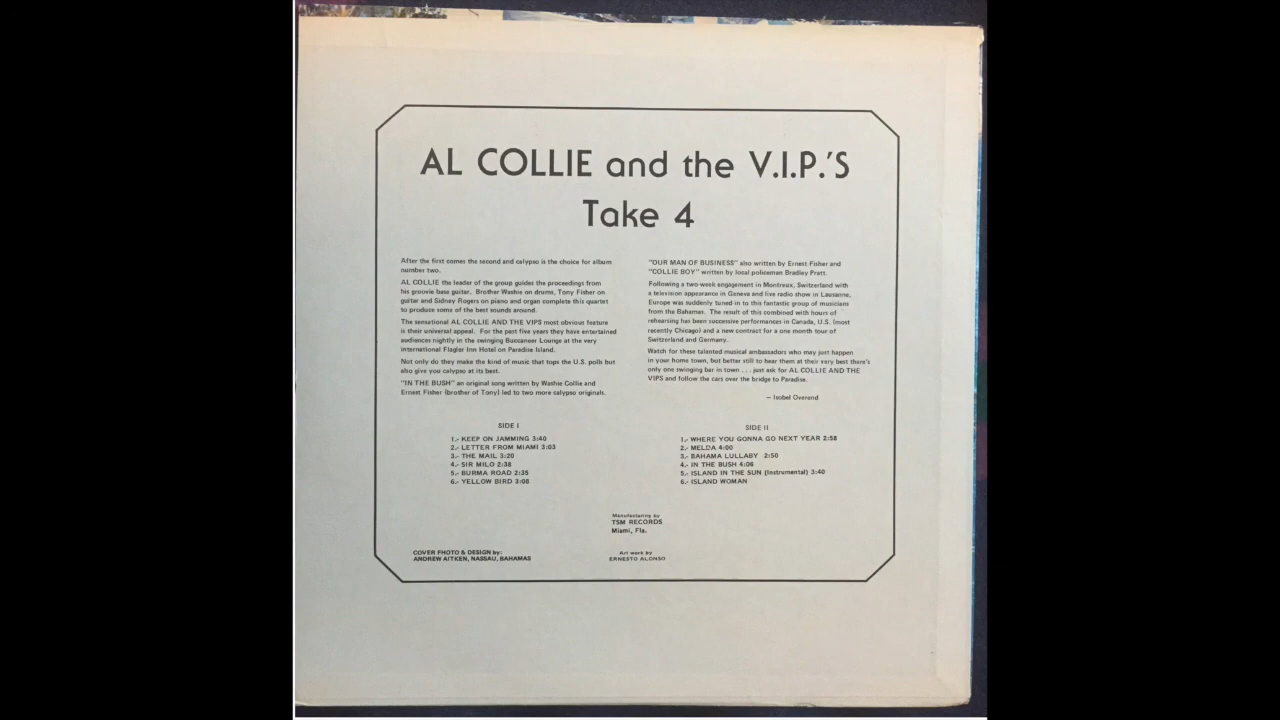 AL COLLIE and the V.I.P.'S
Take 4
After the first comes the second and calypso is the choice for album
number two.
AL COLLIE the leader of the group guides the proceedings from
his groovie base guitar. Brother Washie on drums, Tony Fisher on
guitar and Sidney Rogers on piano and organ complete this quartet
to produce some of the best sounds around.
The sensational AL COLLIE AND THE VIPS most obvious feature
is their universal appeal. For the past five years they have entertained
audiences nightly in the swinging Buccaneer Lounge at the very
international Flagler Inn Hotel on Paradise Island.
Not only do they make the kind of music that tops the U.S. polls but
also give you calypso at its best.
"IN THE BUSH" an original song written by Washie Collie and
Ernest Fisher (brother of Tony) led to two more calypso originals.
"OUR MAN OF BUSINESS" also written by Ernest Fisher and
"COLLIE BOY" written by local policeman Bradley Pratt.
Following a two-week engagement in Montreux, Switzerland with
a television appearance in Geneva and live radio show in Lausanne,
Europe was suddenly tuned-in to this fantastic group of musicians
from the Bahamas. The result of this combined with hours of
rehearsing has been successive performances in Canada, U.S. (most
recently Chicago) and a new contract for a one month tour of
Switzerland and Germany.
Watch for these talented musical ambassadors who may just happen
in your home town, but better still to hear them at their very best there's
only one swinging bar in town . . . just ask for AL COLLIE AND THE
VIPS and follow the cars over the bridge to Paradise.
— Isobel Overend
SIDE I
1,- KEEP ON JAMMING 3:40
2,- LETTER FROM MIAMI 3:03
3,- THE MAIL 3:20
4,- SIR MILO 2:38
5,- BURMA ROAD 2:35
6,- YELLOW BIRD 3:06
SIDE II
1,- WHERE YOU GONNA GO NEXT YEAR 2:58
2,- MELDA 4:00
3,- BAHAMA LULLABY 2:50
4,- IN THE BUSH 4:06
5,- ISLAND IN THE SUN (Instrumental) 3:40
6,- ISLAND WOMAN
Manufacturing by
TSM RECORDS
Miami, Fla.
COVER PHOTO & DESIGN by:
ANDREW AITKEN, NASSAU, BAHAMAS
Art work by
ERNESTO ALONSO